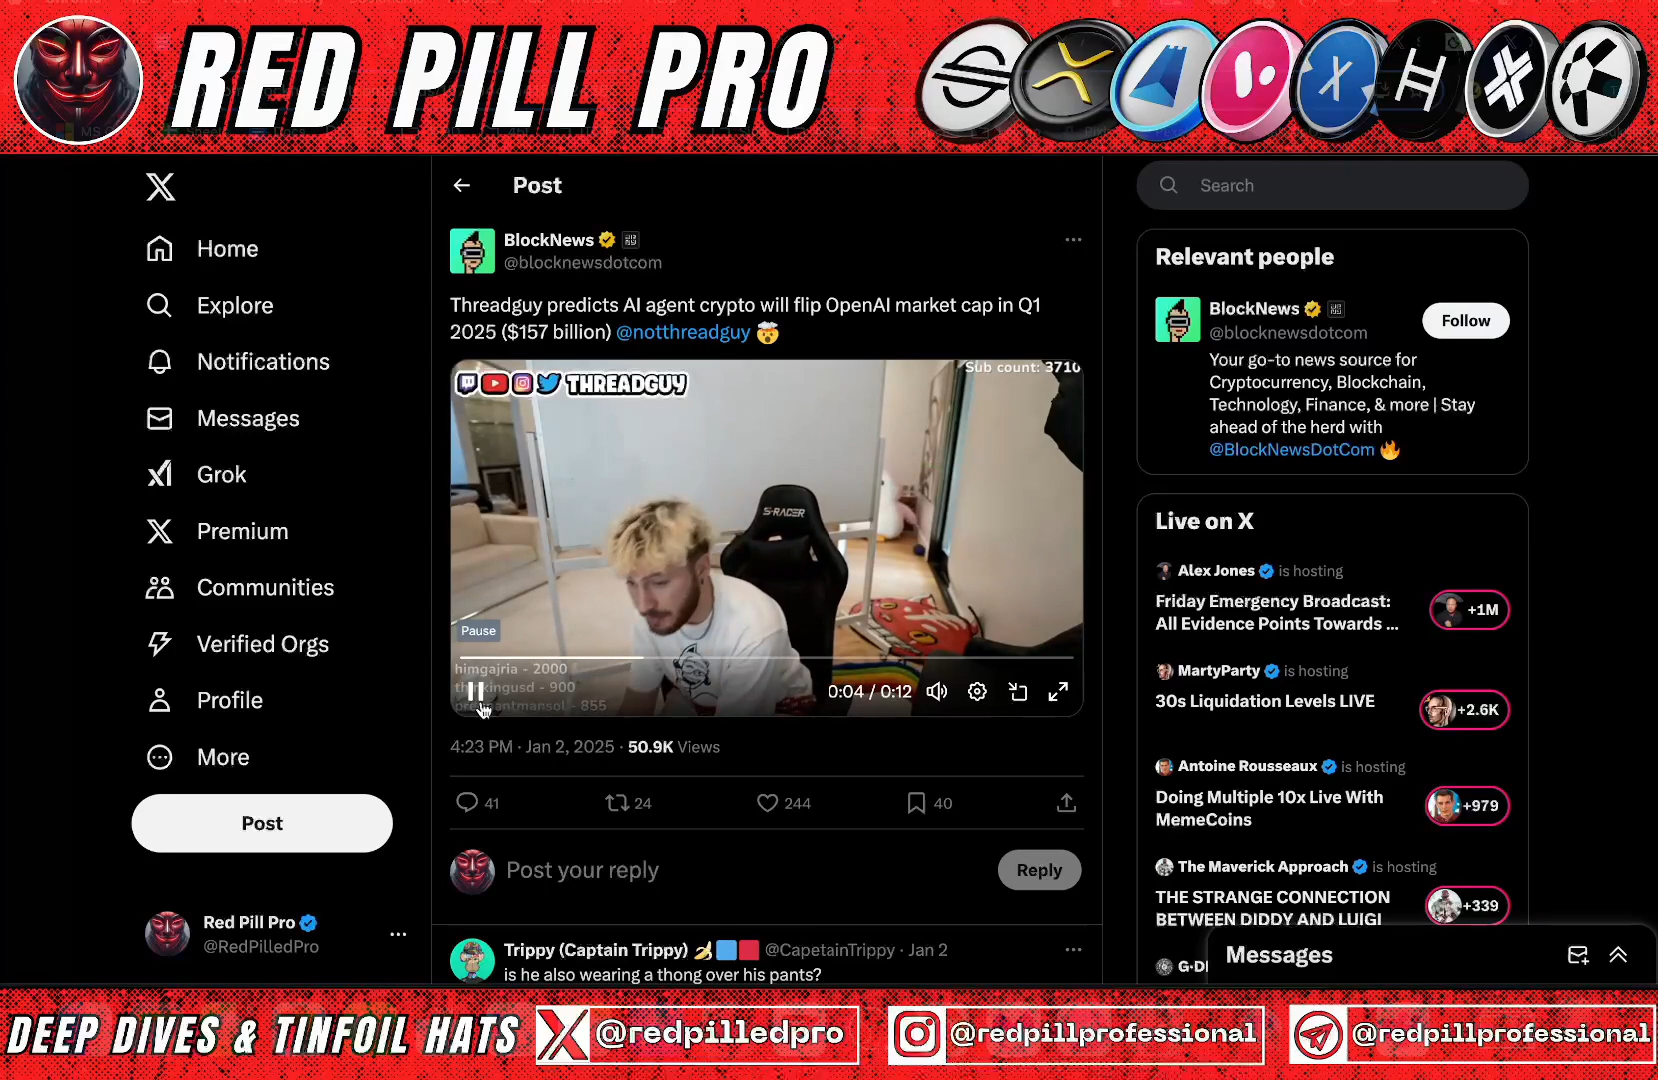 RED PILL PRO
Home
Explore
Notifications
Messages
Grok
Premium
Communities
Verified Orgs
Profile
More
Post
Red Pill Pro
@RedPilledPro
Post
BlockNews
@blocknewsdotcom
Threadguy predicts AI agent crypto will flip OpenAI market cap in Q1
2025 ($157 billion) @notthreadguy
THREADGUY
Sub count: 3710
S-RACER
Pause
himgajria - 2000
0:04 / 0:12
4:23 PM · Jan 2, 2025 · 50.9K Views
41
24
244
40
Post your reply
Reply
Trippy (Captain Trippy) @CapetainTrippy · Jan 2
is he also wearing a thong over his pants?
Search
Relevant people
BlockNews
@blocknewsdotcom
Follow
Your go-to news source for
Cryptocurrency, Blockchain,
Technology, Finance, & more | Stay
ahead of the herd with
@BlockNewsDotCom
Live on X
Alex Jones is hosting
Friday Emergency Broadcast:
All Evidence Points Towards ...
+1M
MartyParty is hosting
30s Liquidation Levels LIVE
+2.6K
Antoine Rousseaux is hosting
Doing Multiple 10x Live With
MemeCoins
+979
The Maverick Approach is hosting
THE STRANGE CONNECTION
BETWEEN DIDDY AND LUIGI
+339
Messages
DEEP DIVES & TINFOIL HATS
@redpilledpro
@redpillprofessional
@redpillprofessional